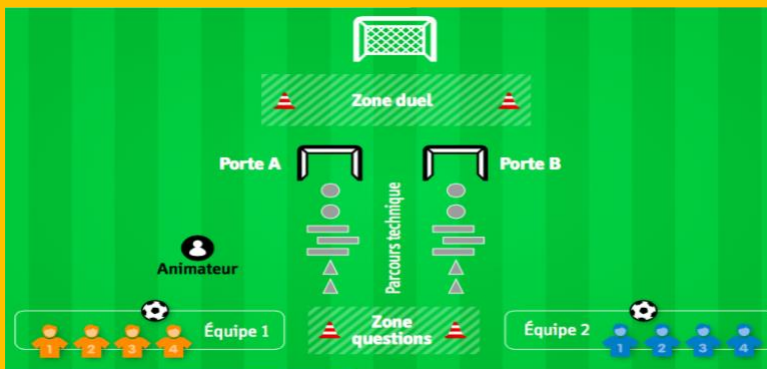 Zone duel
Porte A
Porte B
Parcours technique
Animateur
Équipe 1
1 2 3 4
Zone
questions
Équipe 2
1 2 3 4